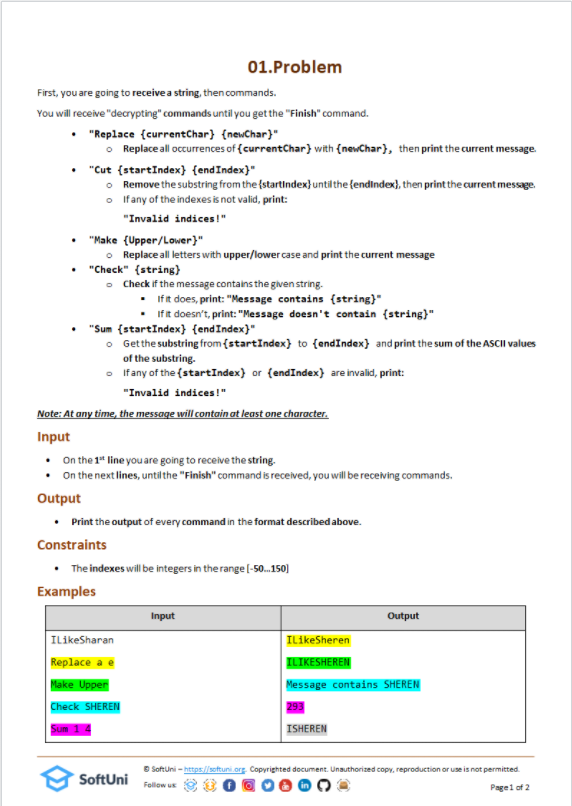 01.Problem
First, you are going to receive a string, then commands.
You will receive "decrypting" commands until you get the "Finish" command.
• "Replace {currentChar} {newChar}"
o Replace all occurrences of {currentChar} with {newChar}, then print the current message.
• "Cut {startIndex} {endIndex}"
o Remove the substring from the {startIndex} until the {endIndex}, then print the current message.
o If any of the indexes is not valid, print:
"Invalid indices!"
• "Make {Upper/Lower}"
o Replace all letters with upper/lower case and print the current message
• "Check" {string}
o Check if the message contains the given string.
▪ If it does, print: "Message contains {string}"
▪ If it doesn't, print: "Message doesn't contain {string}"
• "Sum {startIndex} {endIndex}"
o Get the substring from {startIndex} to {endIndex} and print the sum of the ASCII values
of the substring.
o If any of the {startIndex} or {endIndex} are invalid, print:
"Invalid indices!"
Note: At any time, the message will contain at least one character.
Input
• On the 1st line you are going to receive the string.
• On the next lines, until the "Finish" command is received, you will be receiving commands.
Output
• Print the output of every command in the format described above.
Constraints
• The indexes will be integers in the range [-50…150]
Examples
Input Output
ILikeSharan ILikeSheren
Replace a e ILIKESHEREN
Make Upper Message contains SHEREN
Check SHEREN 293
Sum 1 4 ISHEREN
SoftUni
© SoftUni – https://softuni.org. Copyrighted document. Unauthorized copy, reproduction or use is not permitted.
Follow us:
Page 1 of 2